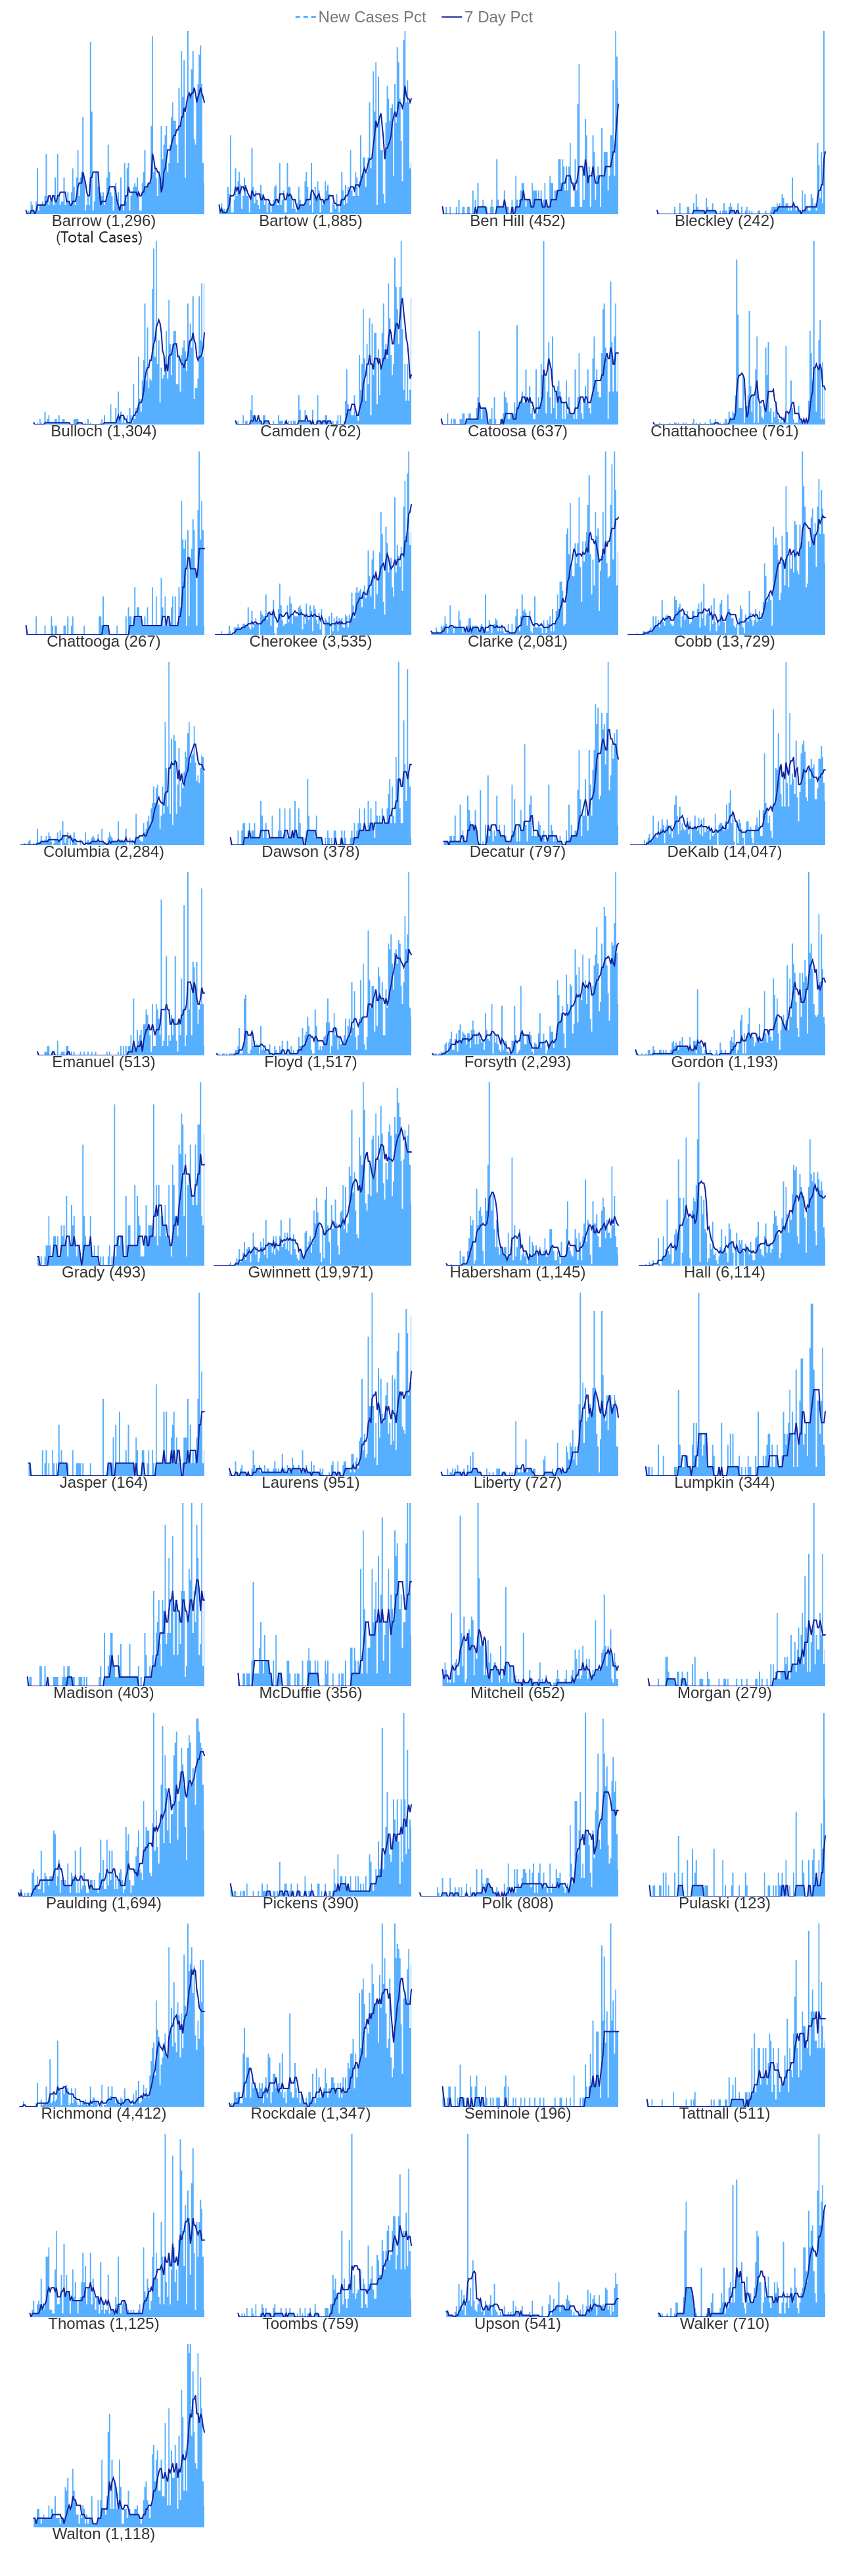 New Cases Pct 7 Day Pct
Barrow (1,296) Bartow (1,885) Ben Hill (452) Bleckley (242)
(Total Cases)
Bulloch (1,304) Camden (762) Catoosa (637) Chattahoochee (761)
Chattooga (267) Cherokee (3,535) Clarke (2,081) Cobb (13,729)
Columbia (2,284) Dawson (378) Decatur (797) DeKalb (14,047)
Emanuel (513) Floyd (1,517) Forsyth (2,293) Gordon (1,193)
Grady (493) Gwinnett (19,971) Habersham (1,145) Hall (6,114)
Jasper (164) Laurens (951) Liberty (727) Lumpkin (344)
Madison (403) McDuffie (356) Mitchell (652) Morgan (279)
Paulding (1,694) Pickens (390) Polk (808) Pulaski (123)
Richmond (4,412) Rockdale (1,347) Seminole (196) Tattnall (511)
Thomas (1,125) Toombs (759) Upson (541) Walker (710)
Walton (1,118)